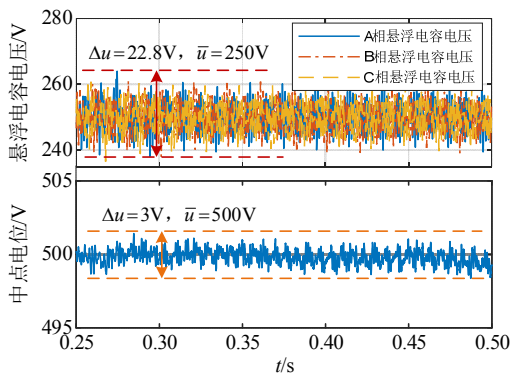 280
260
240
悬浮电容电压/V
Δu=22.8V，u̅=250V
A相悬浮电容电压
B相悬浮电容电压
C相悬浮电容电压
505
500
495
中点电位/V
Δu=3V，u̅=500V
0.25 0.30 0.35 0.40 0.45 0.50
t/s